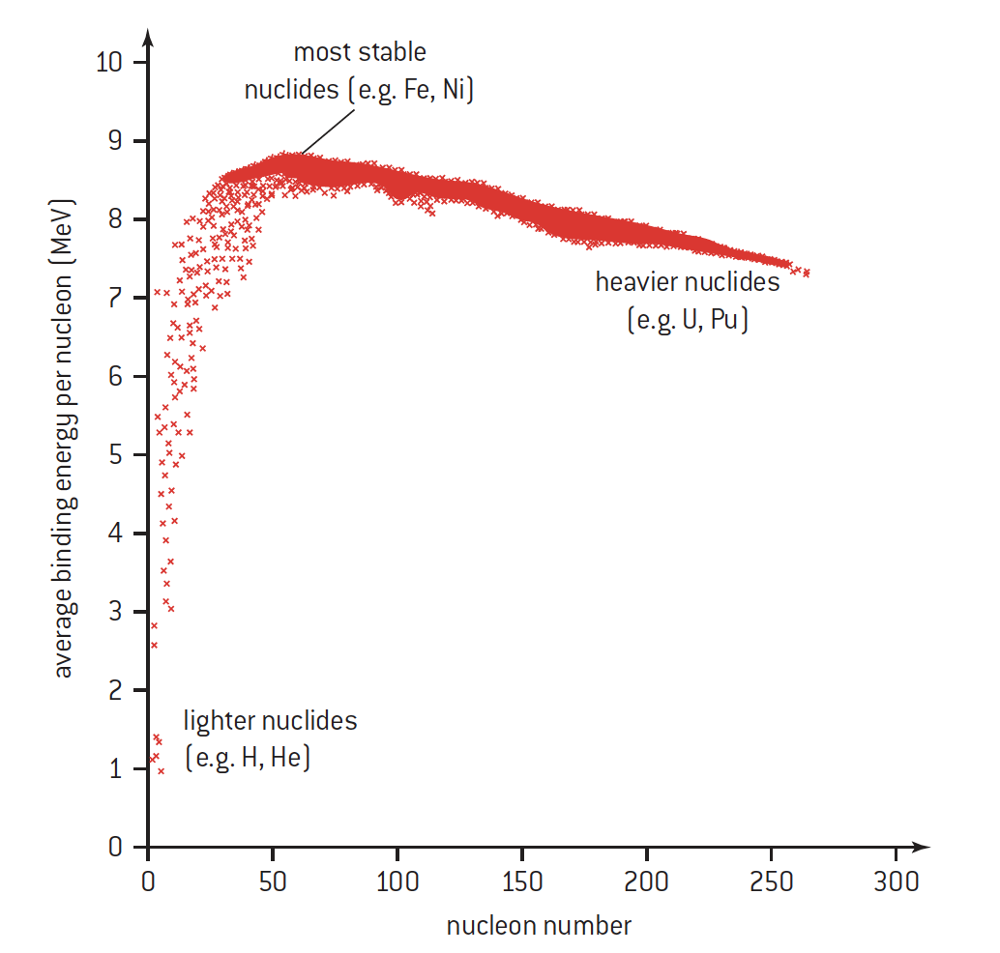 most stable
nuclides (e.g. Fe, Ni)
10
9
8
7
6
5
4
3
2
1
0
average binding energy per nucleon (MeV)
heavier nuclides
(e.g. U, Pu)
lighter nuclides
(e.g. H, He)
0 50 100 150 200 250 300
nucleon number